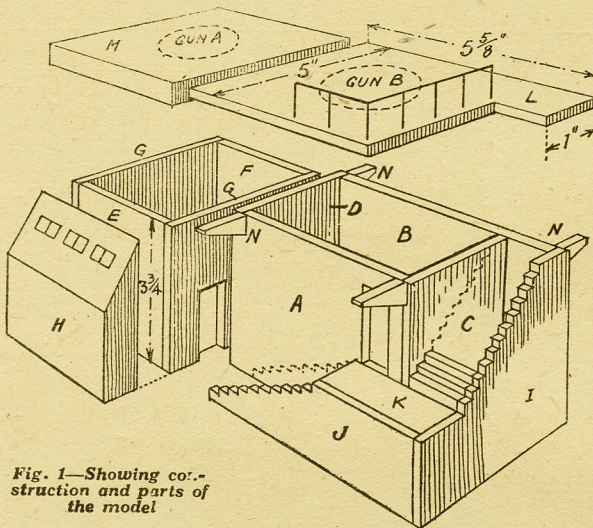 M
GUN A
5"
GUN B
5 5/8"
L
1"
G
F
G
N
E
D
B
N
N
3 3/4
A
C
H
I
K
J
Fig. 1—Showing con-
struction and parts of
the model